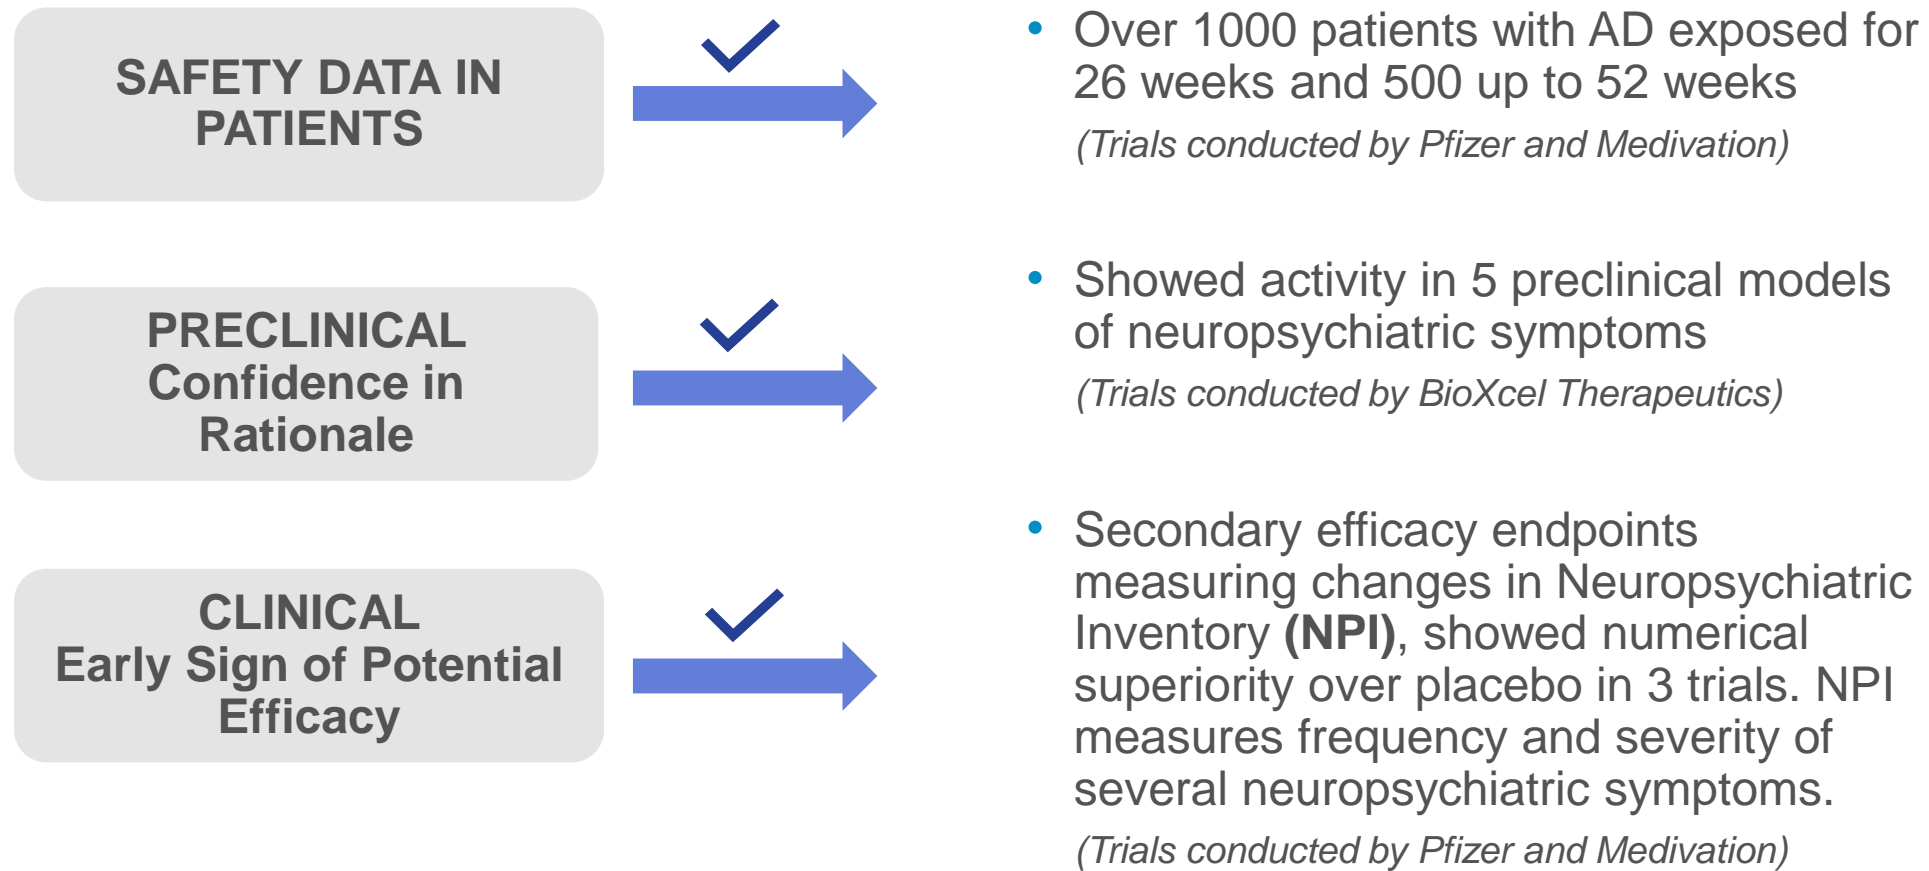 SAFETY DATA IN
PATIENTS
• Over 1000 patients with AD exposed for
26 weeks and 500 up to 52 weeks
(Trials conducted by Pfizer and Medivation)
PRECLINICAL
Confidence in
Rationale
• Showed activity in 5 preclinical models
of neuropsychiatric symptoms
(Trials conducted by BioXcel Therapeutics)
CLINICAL
Early Sign of Potential
Efficacy
• Secondary efficacy endpoints
measuring changes in Neuropsychiatric
Inventory (NPI), showed numerical
superiority over placebo in 3 trials. NPI
measures frequency and severity of
several neuropsychiatric symptoms.
(Trials conducted by Pfizer and Medivation)